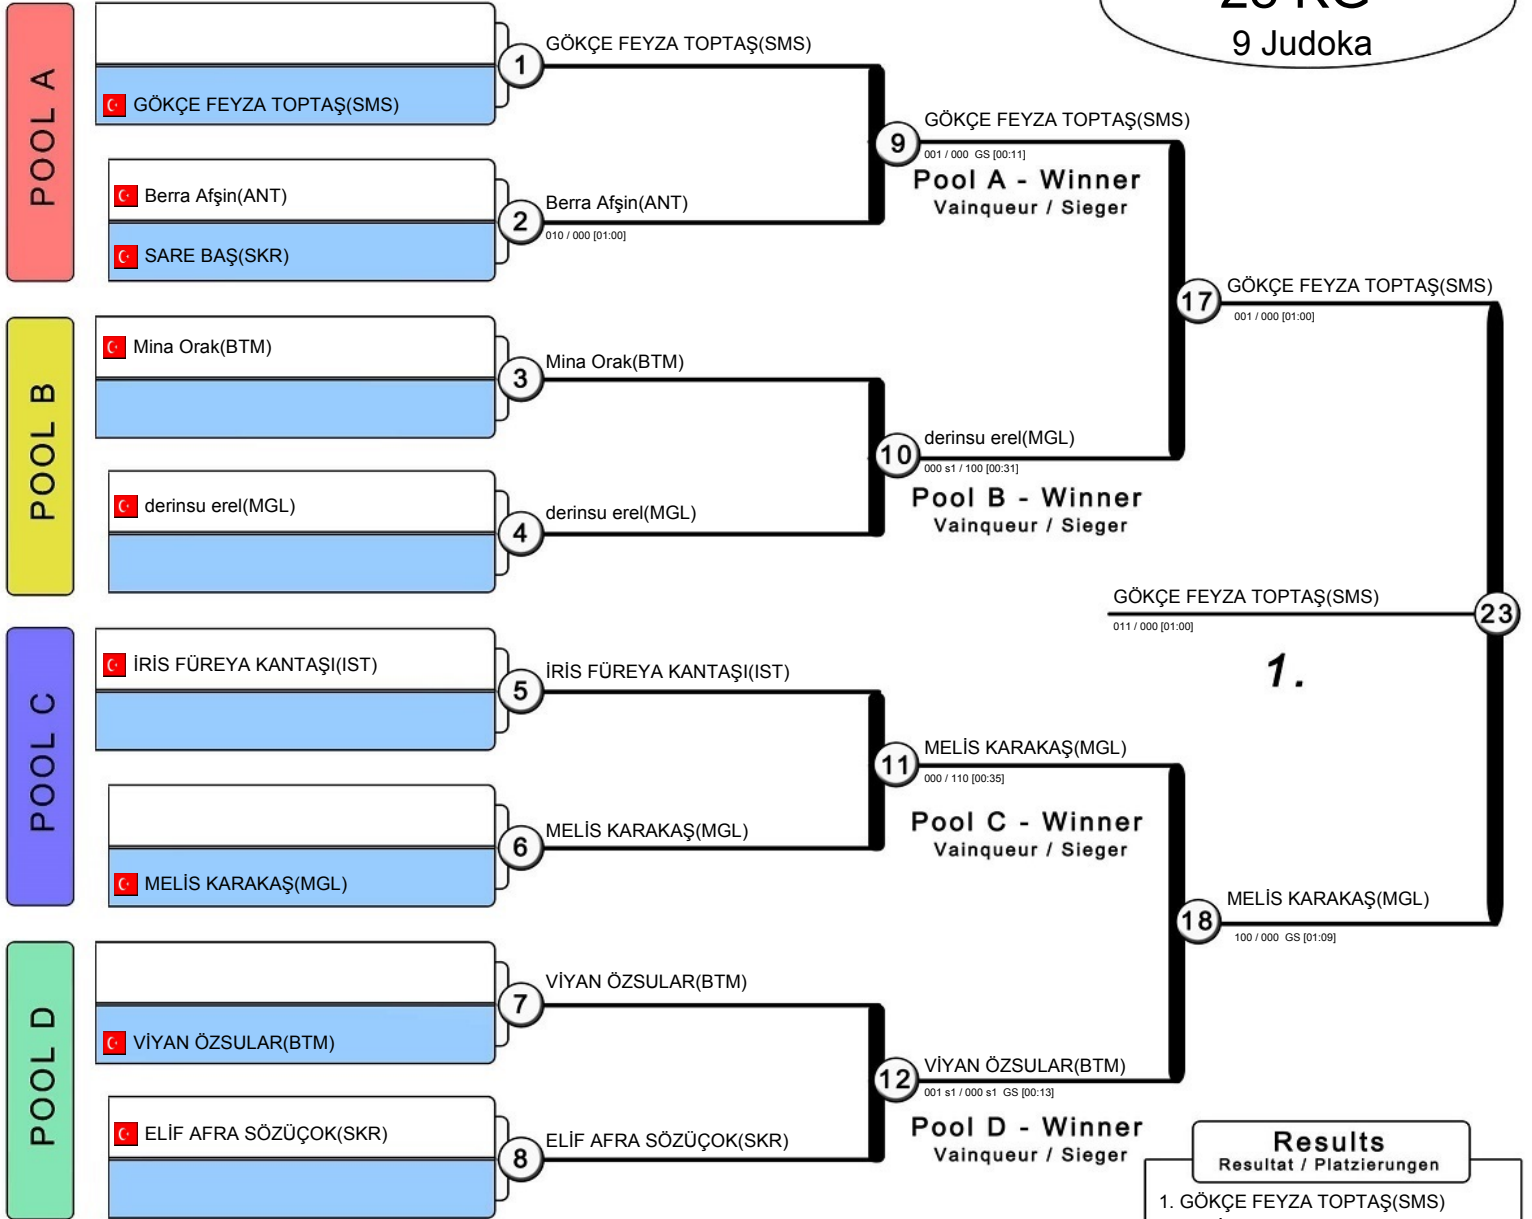 9 Judoka
POOL A
GÖKÇE FEYZA TOPTAŞ(SMS)
Berra Afşin(ANT)
SARE BAŞ(SKR)
1
GÖKÇE FEYZA TOPTAŞ(SMS)
2
Berra Afşin(ANT)
010 / 000 [01:00]
9
GÖKÇE FEYZA TOPTAŞ(SMS)
001 / 000 GS [00:11]
Pool A - Winner
Vainqueur / Sieger
POOL B
Mina Orak(BTM)
derinsu erel(MGL)
3
Mina Orak(BTM)
4
derinsu erel(MGL)
10
derinsu erel(MGL)
000 s1 / 100 [00:31]
Pool B - Winner
Vainqueur / Sieger
17
GÖKÇE FEYZA TOPTAŞ(SMS)
001 / 000 [01:00]
POOL C
İRİS FÜREYA KANTAŞI(IST)
MELİS KARAKAŞ(MGL)
5
İRİS FÜREYA KANTAŞI(IST)
6
MELİS KARAKAŞ(MGL)
11
MELİS KARAKAŞ(MGL)
000 / 110 [00:35]
Pool C - Winner
Vainqueur / Sieger
GÖKÇE FEYZA TOPTAŞ(SMS)
011 / 000 [01:00]
23
1.
POOL D
VİYAN ÖZSULAR(BTM)
ELİF AFRA SÖZÜÇOK(SKR)
7
VİYAN ÖZSULAR(BTM)
8
ELİF AFRA SÖZÜÇOK(SKR)
12
VİYAN ÖZSULAR(BTM)
001 s1 / 000 s1 GS [00:13]
Pool D - Winner
Vainqueur / Sieger
18
MELİS KARAKAŞ(MGL)
100 / 000 GS [01:09]
Results
Resultat / Platzierungen
1. GÖKÇE FEYZA TOPTAŞ(SMS)